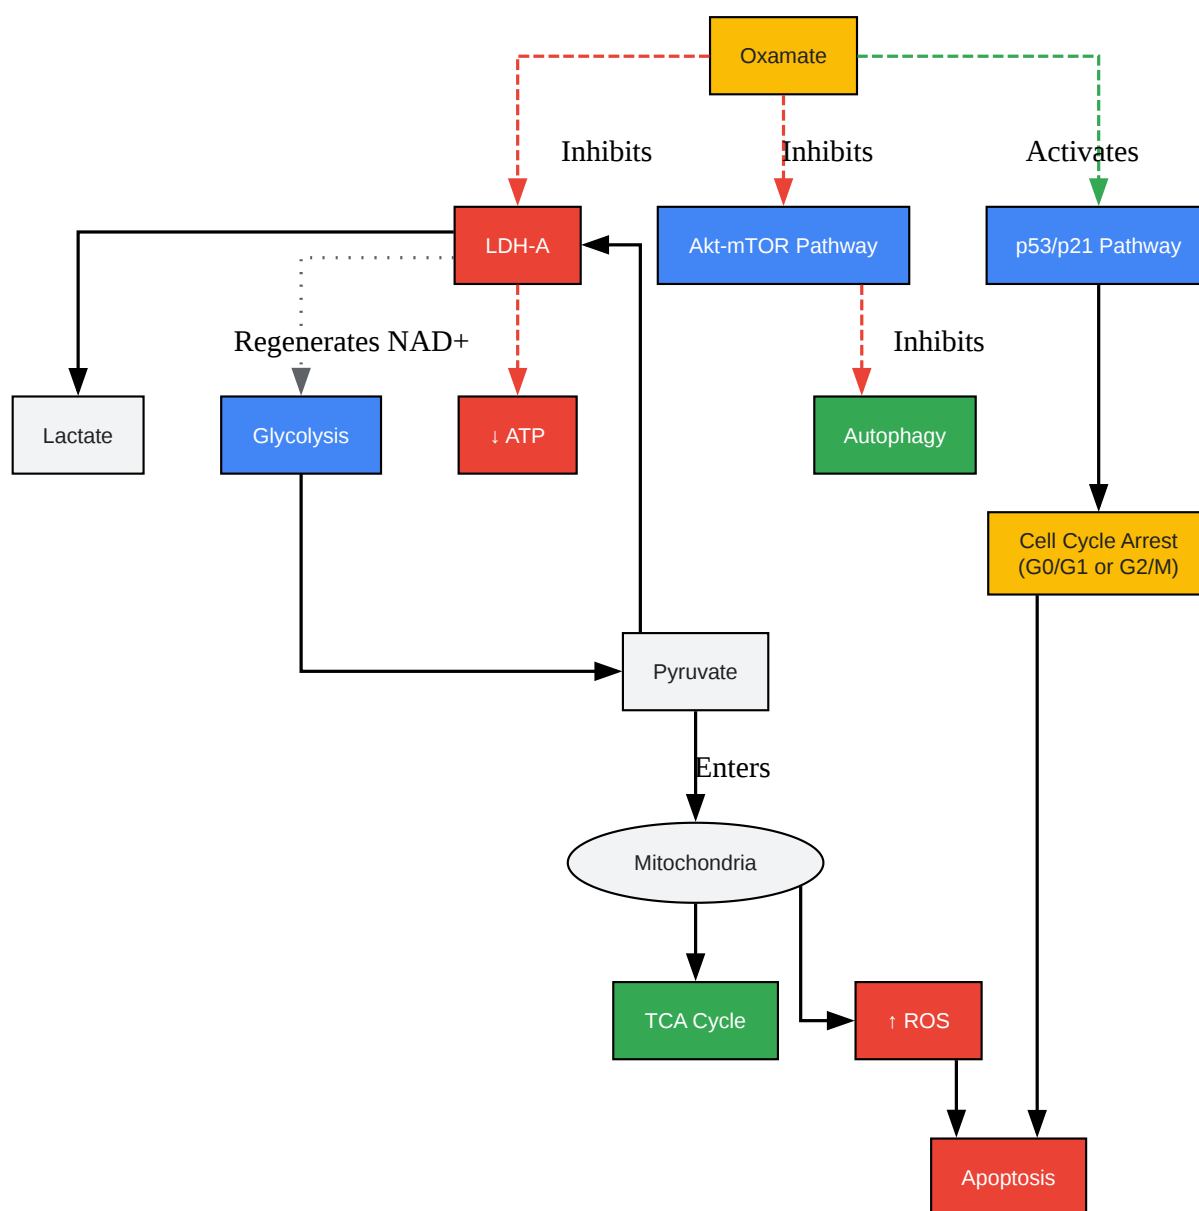 Oxamate
Inhibits
Inhibits
Activates
LDH-A
Akt-mTOR Pathway
p53/p21 Pathway
Regenerates NAD+
Inhibits
Lactate
Glycolysis
↓ ATP
Autophagy
Cell Cycle Arrest
(G0/G1 or G2/M)
Pyruvate
Enters
Mitochondria
TCA Cycle
↑ ROS
Apoptosis